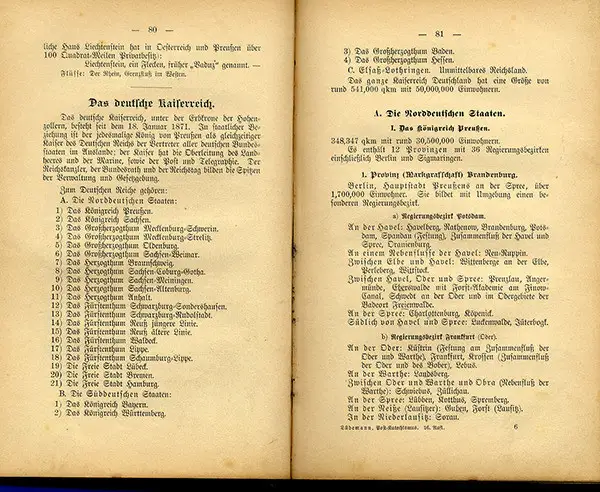 — 80 —
liche Haus Liechtenstein hat in Oesterreich und Preußen über
100 Quadrat-Meilen Privatbesitz):
Liechtenstein, ein Flecken, früher „Baduz“ genannt. —
Flüsse: Der Rhein, Grenzfluß im Westen.
Das deutsche Kaiserreich.
Das deutsche Kaiserreich, unter der Erbkrone der Hohen-
zollern, besteht seit dem 18. Januar 1871. In staatlicher Be-
ziehung ist der jedesmalige König von Preußen als gleichzeitiger
Kaiser des Deutschen Reichs der Vertreter aller deutschen Bundes-
staaten im Auslande; der Kaiser hat die Oberleitung des Land-
heeres und der Marine, sowie der Post und Telegraphie. Der
Reichskanzler, der Bundesrath und der Reichstag bilden die Spitzen
der Verwaltung und Gesetzgebung.
Zum Deutschen Reiche gehören:
A. Die Norddeutschen Staaten:
1) Das Königreich Preußen.
2) Das Königreich Sachsen.
3) Das Großherzogthum Mecklenburg-Schwerin.
4) Das Großherzogthum Mecklenburg-Strelitz.
5) Das Großherzogthum Oldenburg.
6) Das Großherzogthum Sachsen-Weimar.
7) Das Herzogthum Braunschweig.
8) Das Herzogthum Sachsen-Coburg-Gotha.
9) Das Herzogthum Sachsen-Meiningen.
10) Das Herzogthum Sachsen-Altenburg.
11) Das Herzogthum Anhalt.
12) Das Fürstenthum Schwarzburg-Sondershausen.
13) Das Fürstenthum Schwarzburg-Rudolstadt.
14) Das Fürstenthum Reuß jüngere Linie.
15) Das Fürstenthum Reuß ältere Linie.
16) Das Fürstenthum Waldeck.
17) Das Fürstenthum Lippe.
18) Das Fürstenthum Schaumburg-Lippe.
19) Die Freie Stadt Lübeck.
20) Die Freie Stadt Bremen.
21) Die Freie Stadt Hamburg.
B. Die Süddeutschen Staaten:
1) Das Königreich Bayern.
2) Das Königreich Württemberg.
— 81 —
3) Das Großherzogthum Baden.
4) Das Großherzogthum Hessen.
C. Elsaß-Lothringen. Unmittelbares Reichsland.
Das ganze Kaiserreich Deutschland hat eine Größe von
rund 541,000 qkm mit 50,000,000 Einwohnern.
A. Die Norddeutschen Staaten.
I. Das Königreich Preußen.
348,347 qkm mit rund 30,500,000 Einwohnern.
Es enthält 12 Provinzen mit 36 Regierungsbezirken
einschließlich Berlin und Sigmaringen.
1. Provinz (Markgrafschaft) Brandenburg.
Berlin, Hauptstadt Preußens an der Spree, über
1,700,000 Einwohner. Sie bildet mit Umgebung einen be-
sonderen Regierungsbezirk.
a) Regierungsbezirk Potsdam.
An der Havel: Havelberg, Rathenow, Brandenburg, Pots-
dam, Spandau (Festung), Zusammenfluß der Havel und
Spree, Oranienburg.
An einem Nebenflusse der Havel: Neu-Ruppin.
Zwischen Elbe und Havel: Wittenberge an der Elbe,
Perleberg, Wittstock.
Zwischen Havel, Oder und Spree: Prenzlau, Anger-
münde, Eberswalde mit Forst-Akademie am Finow-
Canal, Schwedt an der Oder und im Odergebiete der
Badeort Freienwalde.
An der Spree: Charlottenburg, Köpenick.
Südlich von Havel und Spree: Luckenwalde, Jüterbogk.
b) Regierungsbezirk Frankfurt (Oder).
An der Oder: Küstrin (Festung am Zusammenfluß der
Oder und Warthe), Frankfurt, Krossen (Zusammenfluß
der Oder und des Bober), Lebus.
An der Warthe: Landsberg.
Zwischen Oder und Warthe und Obra (Nebenfluß der
Warthe): Schwiebus, Züllichau.
An der Spree: Lübben, Kotthus, Spremberg.
An der Neiße (Lausitzer): Guben, Forst (Lausitz).
In der Niederlausitz: Sorau.
Lüdemann, Post-Katechismus. 16. Aufl. 6